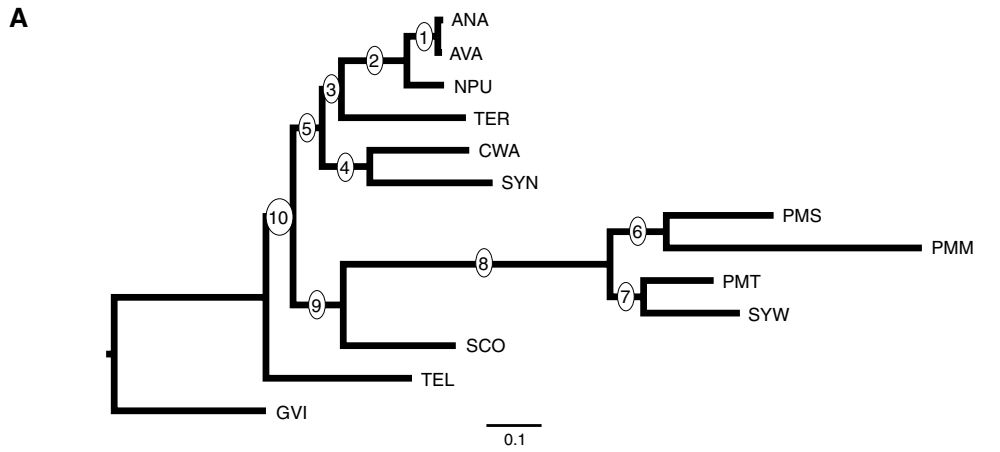 A
ANA
1
AVA
2
NPU
3
TER
5
CWA
4
SYN
10
PMS
6
PMM
8
PMT
7
SYW
9
SCO
TEL
GVI
0.1